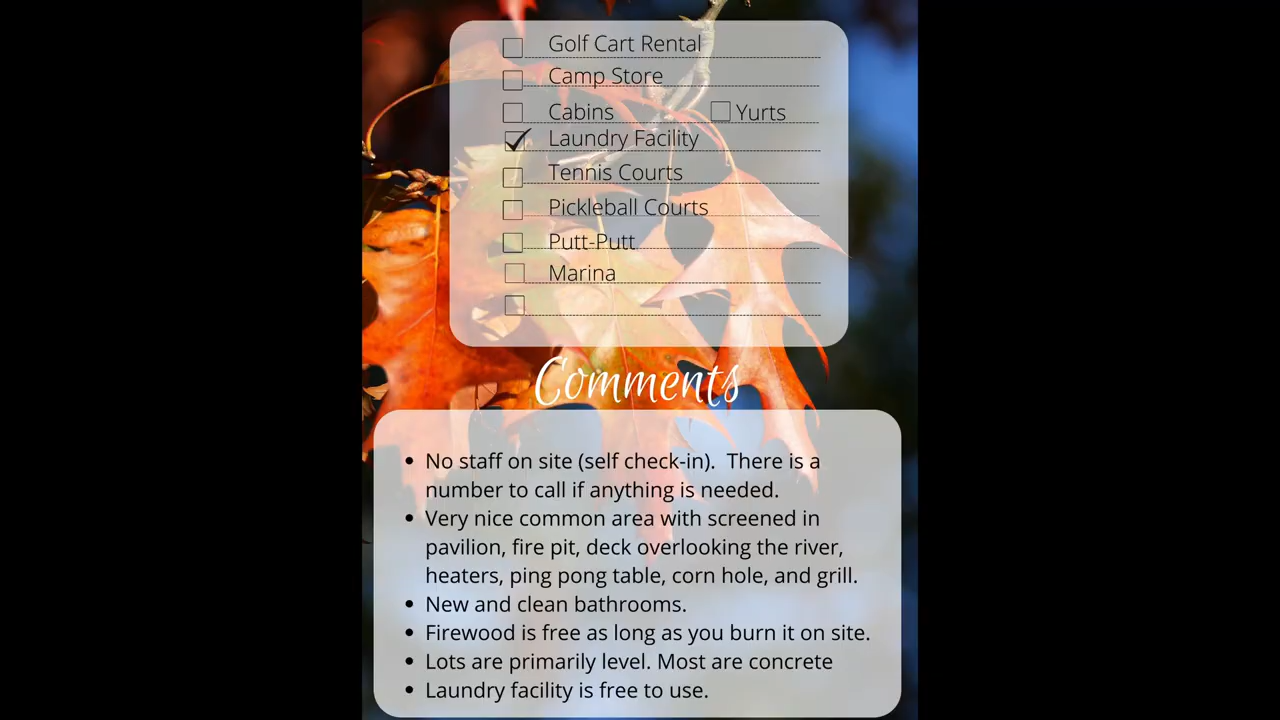 Golf Cart Rental
Camp Store
Cabins Yurts
Laundry Facility
Tennis Courts
Pickleball Courts
Putt-Putt
Marina
Comments
• No staff on site (self check-in).  There is a
number to call if anything is needed.
• Very nice common area with screened in
pavilion, fire pit, deck overlooking the river,
heaters, ping pong table, corn hole, and grill.
• New and clean bathrooms.
• Firewood is free as long as you burn it on site.
• Lots are primarily level. Most are concrete
• Laundry facility is free to use.